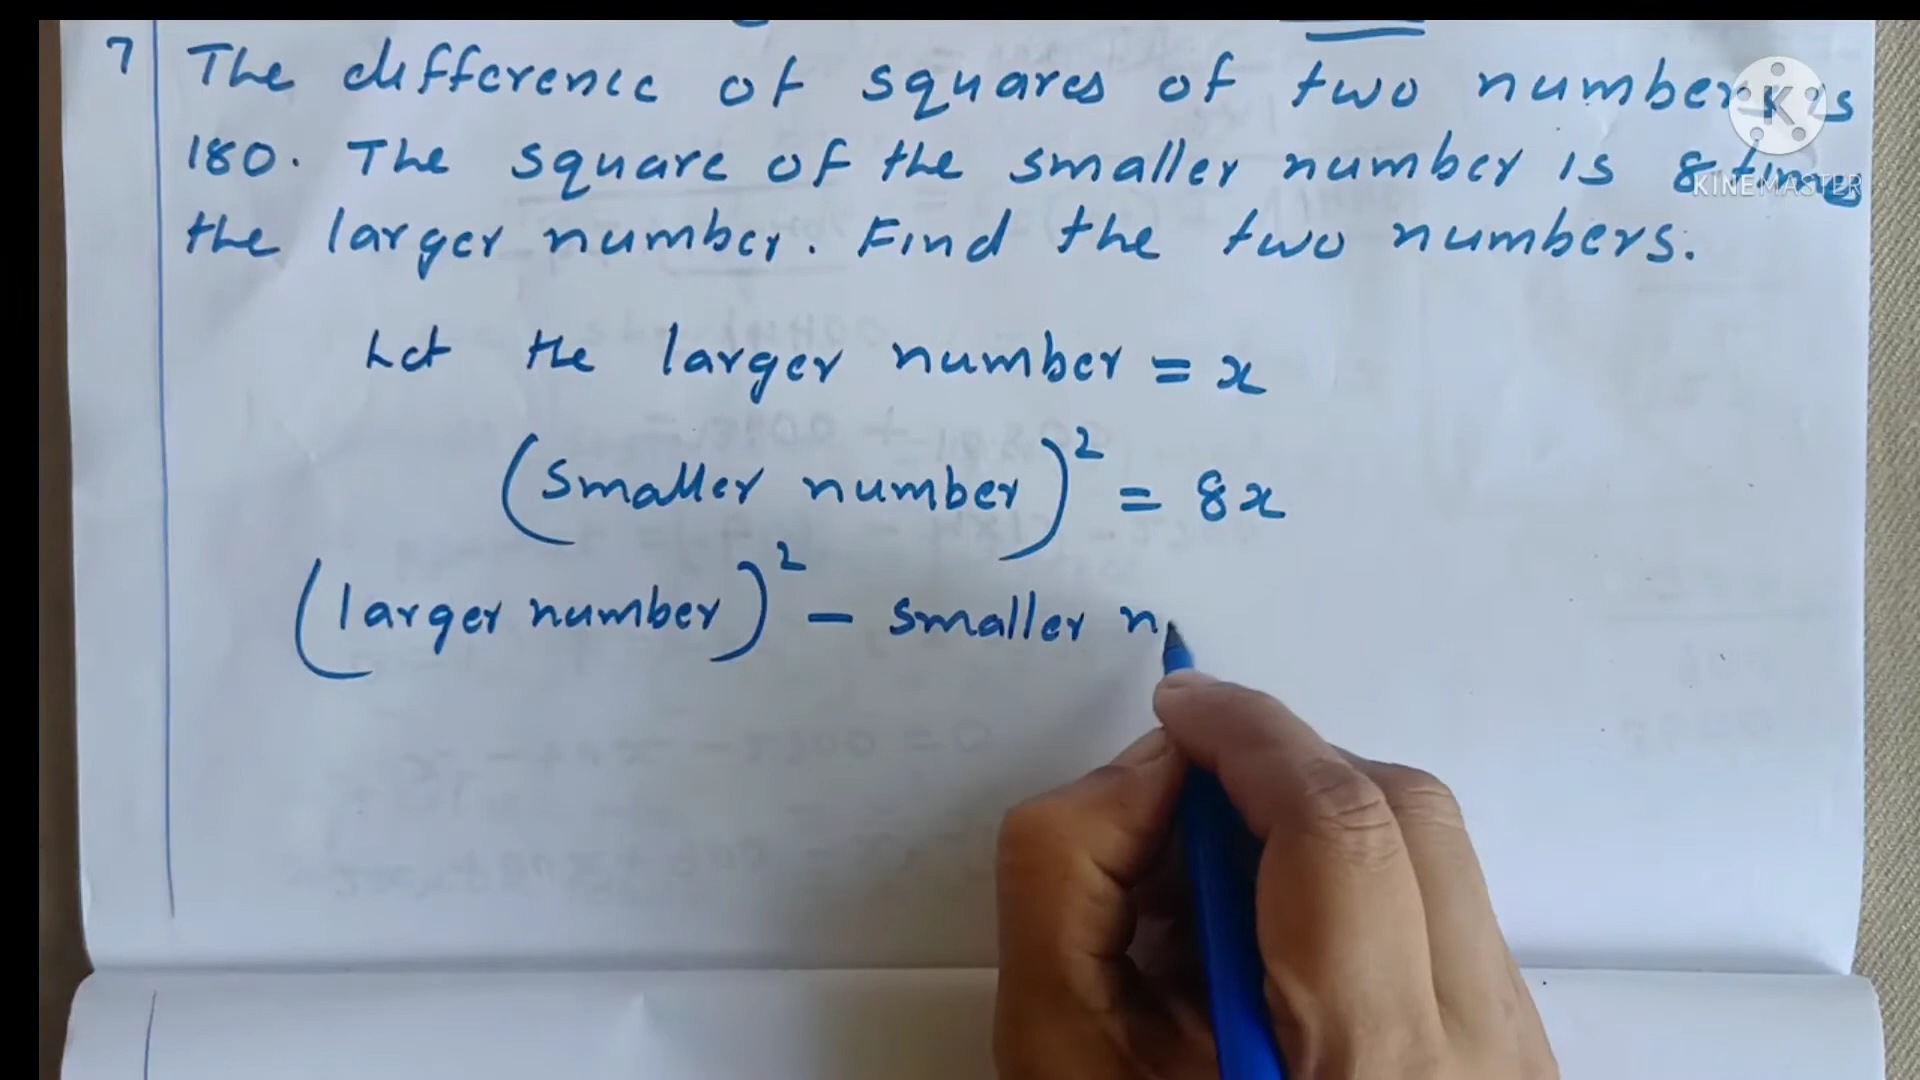 7 The difference of squares of two numbers is
180. The square of the smaller number is 8 times
the larger number. Find the two numbers.
Let the larger number = x
(smaller number)² = 8x
(larger number)² - smaller n
K
KINEMASTER